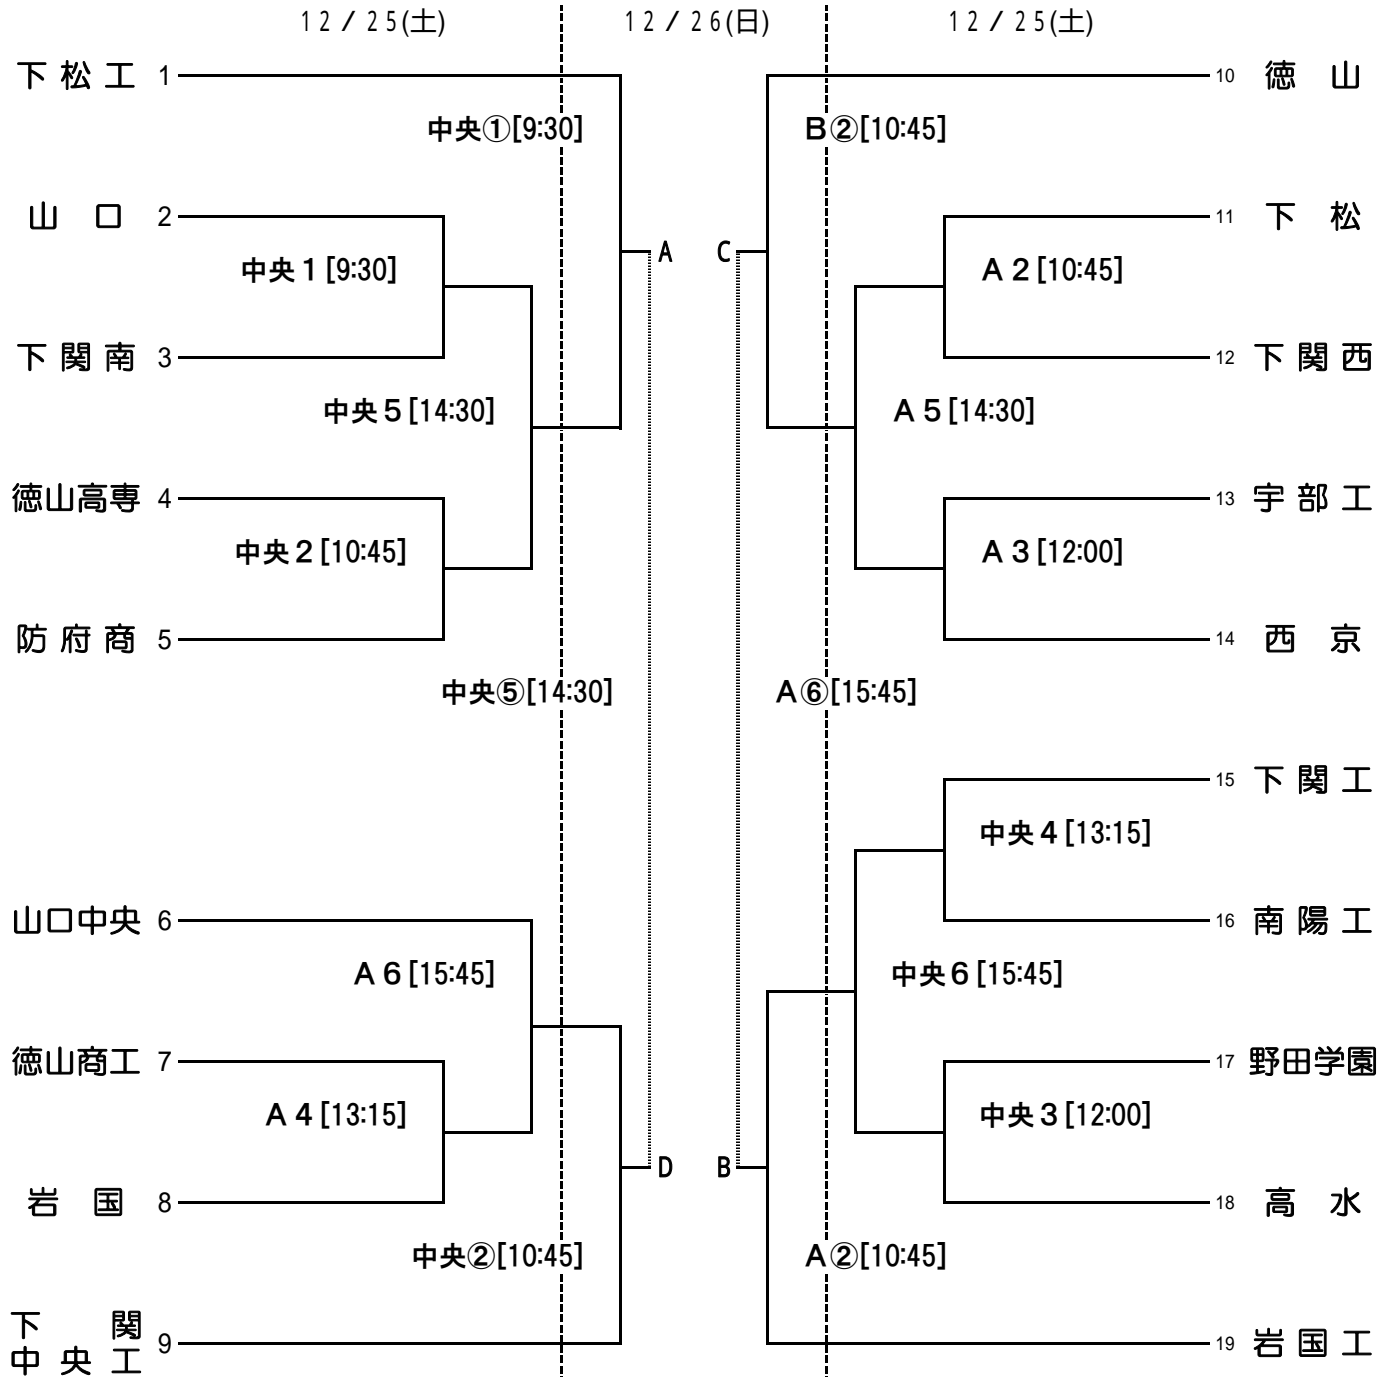 12/25(土) 12/26(日) 12/25(土)
下松工 1
10 徳山
中央①[9:30]
B②[10:45]
山口 2
11 下松
A C
中央1[9:30]
A2[10:45]
下関南 3
12 下関西
中央5[14:30]
A5[14:30]
徳山高専 4
13 宇部工
中央2[10:45]
A3[12:00]
防府商 5
14 西京
中央⑤[14:30]
A⑥[15:45]
15 下関工
中央4[13:15]
山口中央 6
16 南陽工
A6[15:45]
中央6[15:45]
徳山商工 7
17 野田学園
A4[13:15]
中央3[12:00]
D B
岩国 8
18 高水
中央②[10:45]
A②[10:45]
下関
中央工 9
19 岩国工